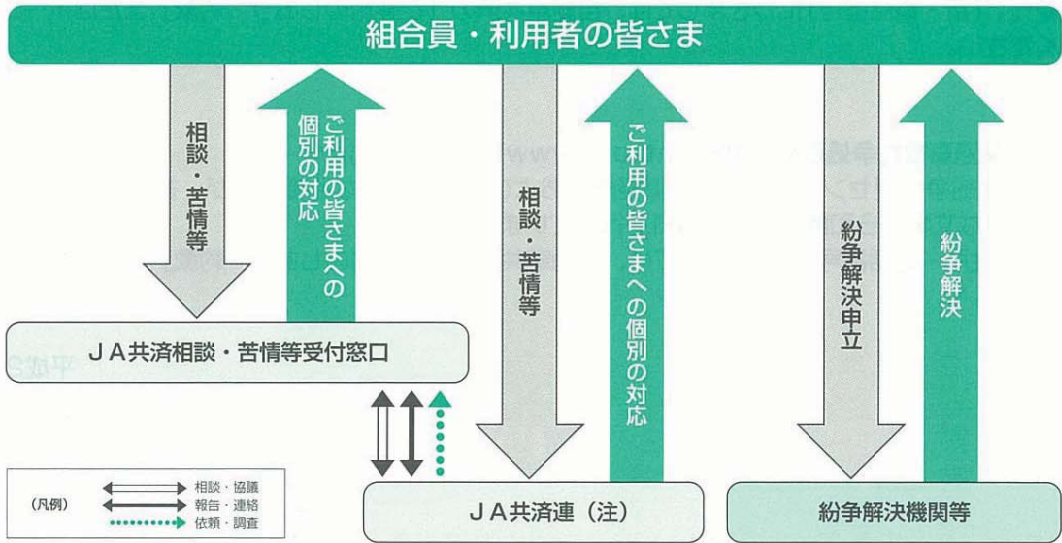 組合員・利用者の皆さま
相談・苦情等
ご利用の皆さまへの
個別の対応
相談・苦情等
ご利用の皆さまへの個別の対応
紛争解決申立
紛争解決
ＪＡ共済相談・苦情等受付窓口
(凡例)
相談・協議
報告・連絡
依頼・調査
ＪＡ共済連（注）
紛争解決機関等